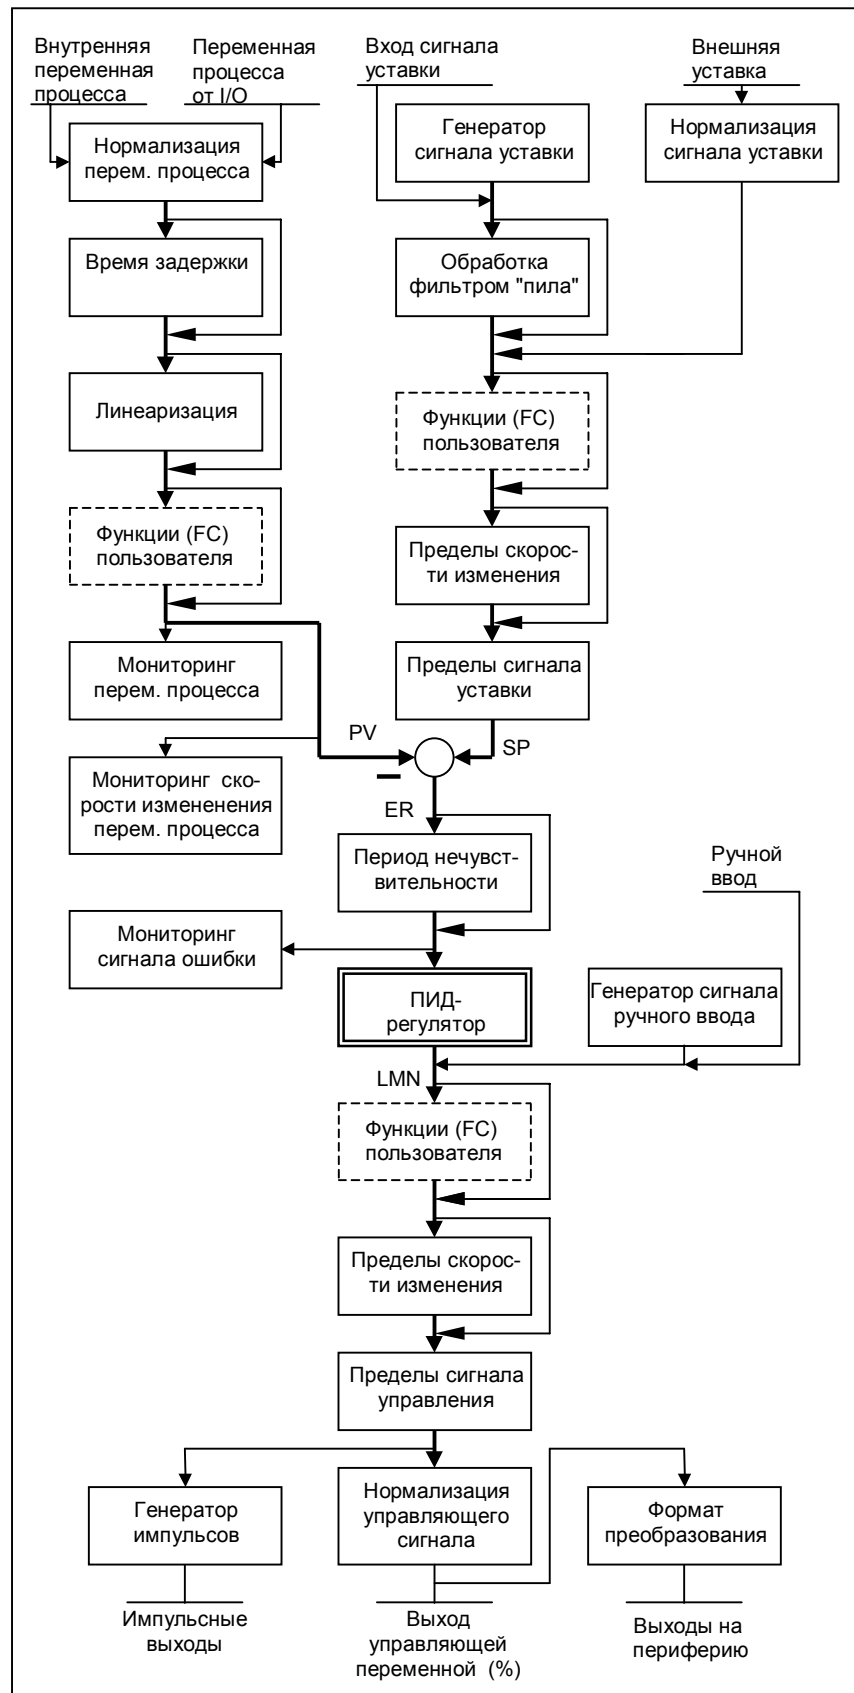 Внутренняя
переменная
процесса
Переменная
процесса
от I/O
Вход сигнала
уставки
Внешняя
уставка
Нормализация
перем. процесса
Генератор
сигнала уставки
Нормализация
сигнала уставки
Время задержки
Обработка
фильтром "пила"
Линеаризация
Функции (FC)
пользователя
Функции (FC)
пользователя
Пределы скорос-
ти изменения
Мониторинг
перем. процесса
Пределы сигнала
уставки
PV
SP
Мониторинг ско-
рости измененения
перем. процесса
ER
Период нечувст-
вительности
Ручной
ввод
Мониторинг
сигнала ошибки
ПИД-
регулятор
Генератор сигнала
ручного ввода
LMN
Функции (FC)
пользователя
Пределы скорос-
ти изменения
Пределы сигнала
управления
Генератор
импульсов
Нормализация
управляющего
сигнала
Формат
преобразования
Импульсные
выходы
Выход
управляющей
переменной (%)
Выходы на
периферию